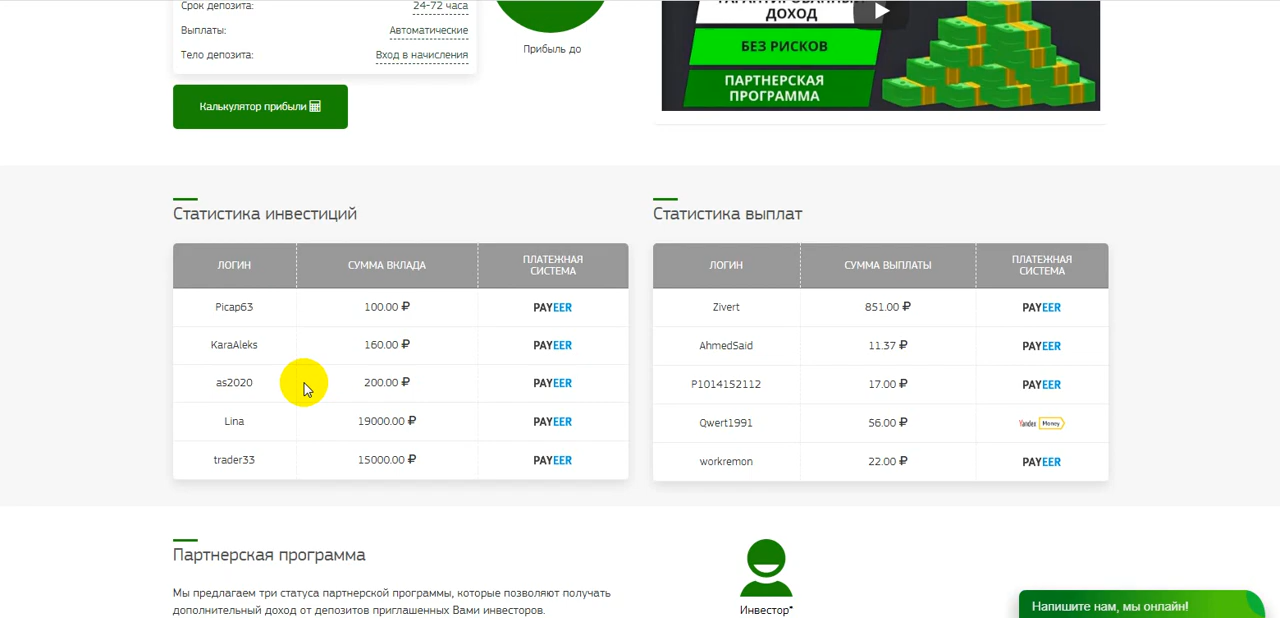 Срок депозита: 24-72 часа
Выплаты: Автоматические
Тело депозита: Вход в начисления
Прибыль до
Калькулятор прибыли
ДОХОД
БЕЗ РИСКОВ
ПАРТНЕРСКАЯ
ПРОГРАММА
Статистика инвестиций
ЛОГИН СУММА ВКЛАДА ПЛАТЕЖНАЯ СИСТЕМА
Picap63 100.00 ₽ PAYEER
KaraAleks 160.00 ₽ PAYEER
as2020 200.00 ₽ PAYEER
Lina 19000.00 ₽ PAYEER
trader33 15000.00 ₽ PAYEER
Статистика выплат
ЛОГИН СУММА ВЫПЛАТЫ ПЛАТЕЖНАЯ СИСТЕМА
Zivert 851.00 ₽ PAYEER
AhmedSaid 11.37 ₽ PAYEER
P1014152112 17.00 ₽ PAYEER
Qwert1991 56.00 ₽ Yandex Money
workremon 22.00 ₽ PAYEER
Партнерская программа
Мы предлагаем три статуса партнерской программы, которые позволяют получать
дополнительный доход от депозитов приглашенных Вами инвесторов.
Инвестор*
Напишите нам, мы онлайн!